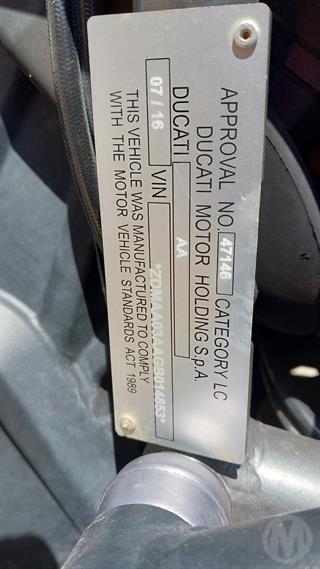 APPROVAL NO. 47146 CATEGORY LC
DUCATI MOTOR HOLDING S.p.A.
DUCATI AA
07 / 16 VIN *ZDMAA03AAGB014853*
THIS VEHICLE WAS MANUFACTURED TO COMPLY
WITH THE MOTOR VEHICLE STANDARDS ACT 1989
M